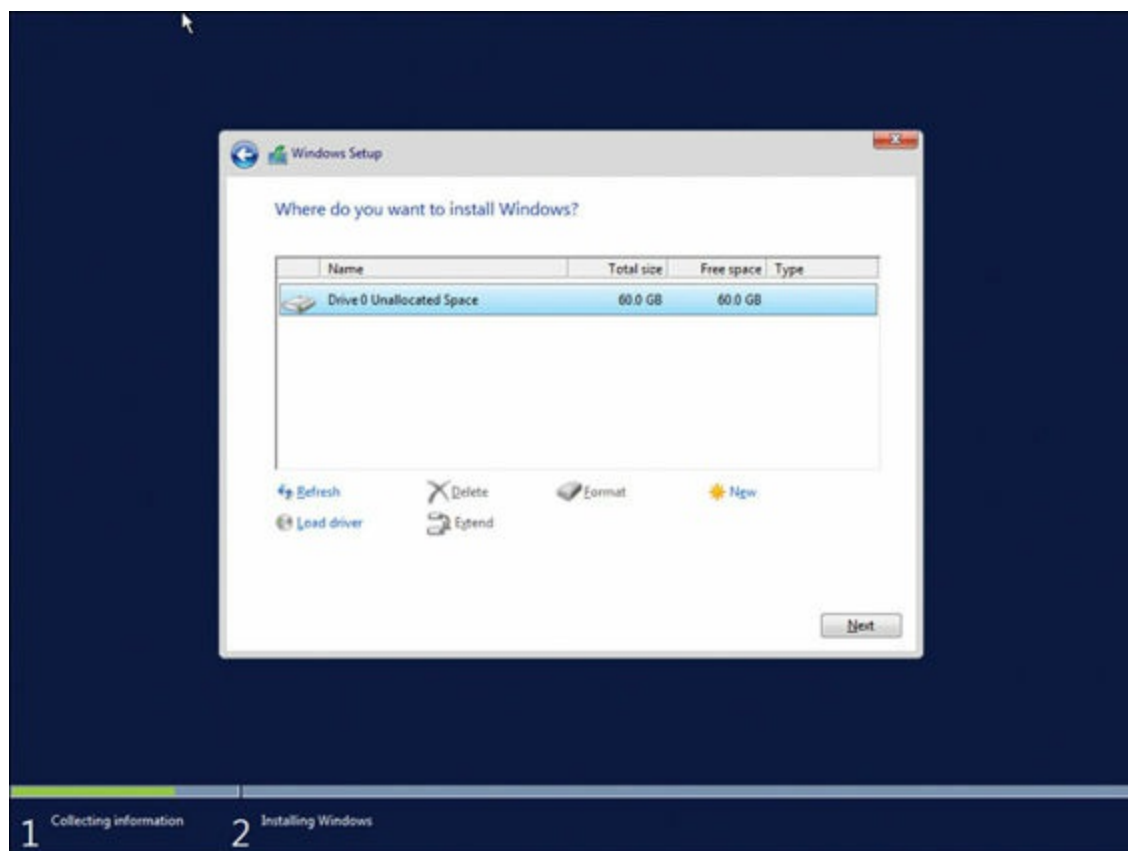 Windows Setup
Where do you want to install Windows?
Name Total size Free space Type
Drive 0 Unallocated Space 60.0 GB 60.0 GB
Refresh Delete Format New
Load driver Extend
Next
1 Collecting information 2 Installing Windows